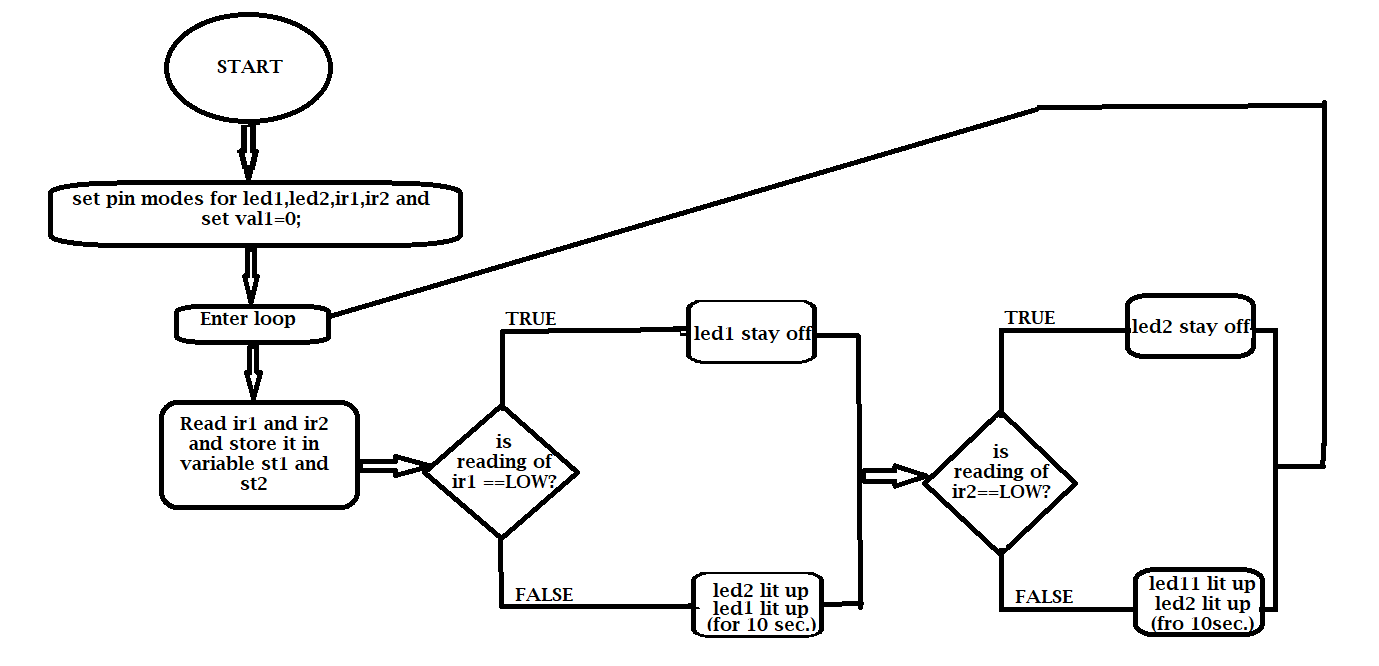 START
set pin modes for led1,led2,ir1,ir2 and
set val1=0;
Enter loop
Read ir1 and ir2
and store it in
variable st1 and
st2
is
reading of
ir1 ==LOW?
TRUE
led1 stay off
FALSE
led2 lit up
led1 lit up
(for 10 sec.)
is
reading of
ir2==LOW?
TRUE
led2 stay off
FALSE
led11 lit up
led2 lit up
(fro 10sec.)